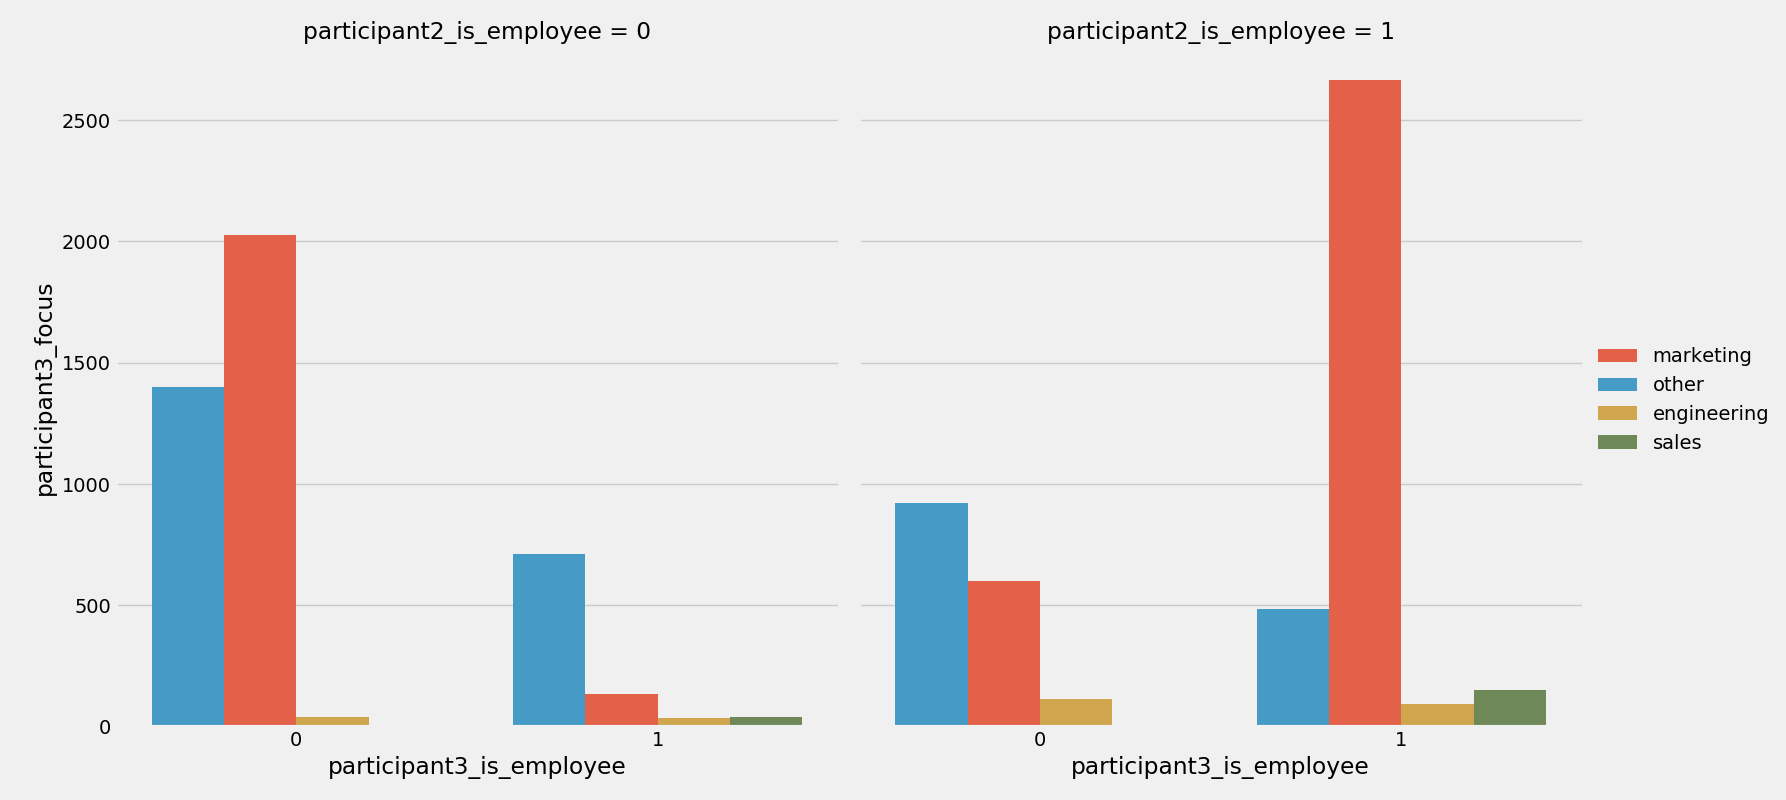 participant2_is_employee = 0
participant2_is_employee = 1
participant3_focus
2500
2000
1500
1000
500
0
0
1
0
1
participant3_is_employee
participant3_is_employee
marketing
other
engineering
sales